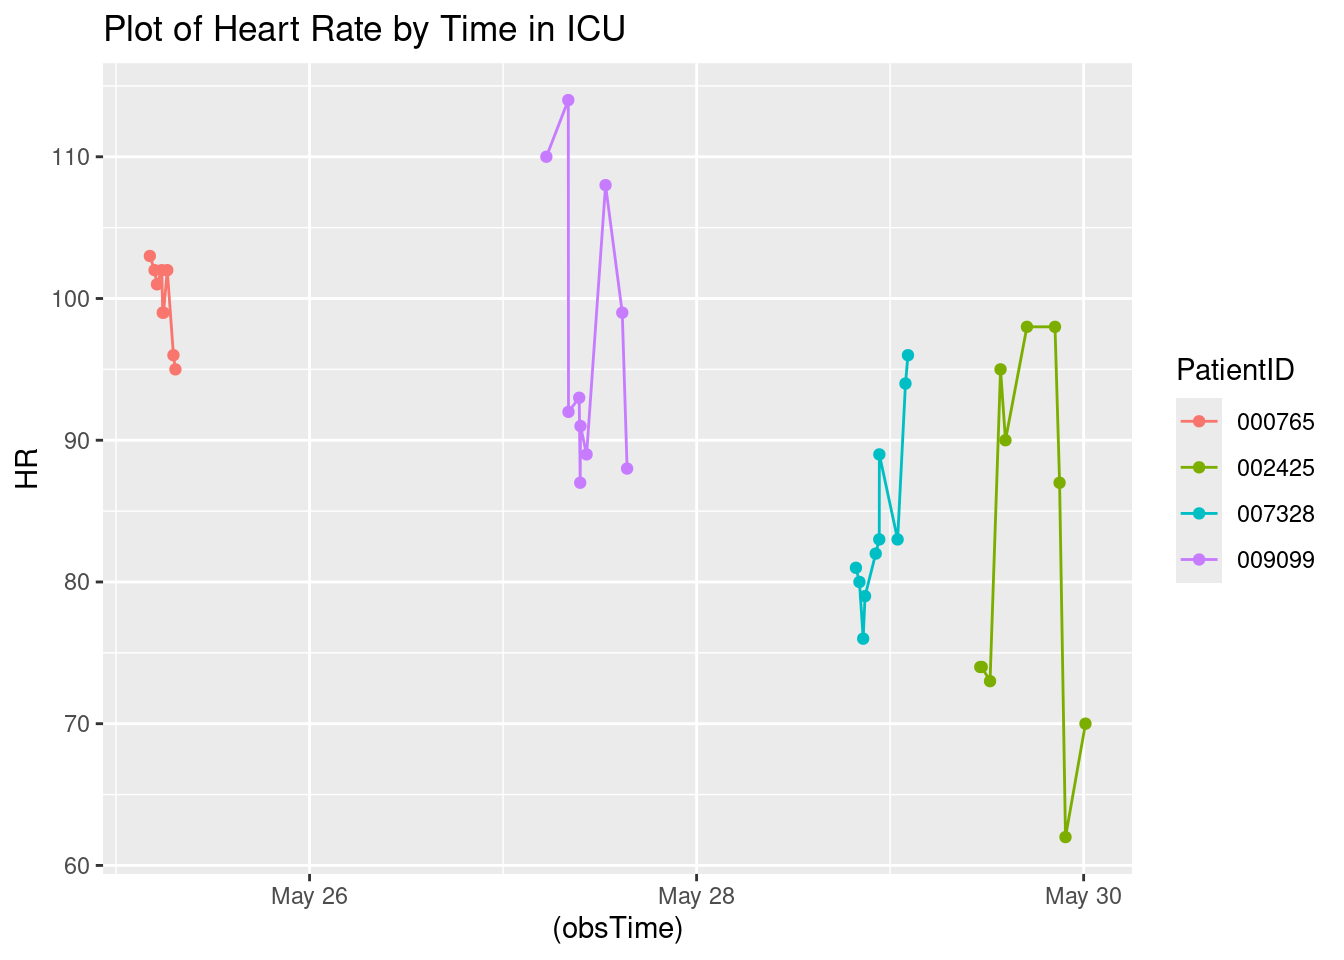 Plot of Heart Rate by Time in ICU
110
100
90
80
70
60
HR
May 26
May 28
May 30
(obsTime)
PatientID
000765
002425
007328
009099